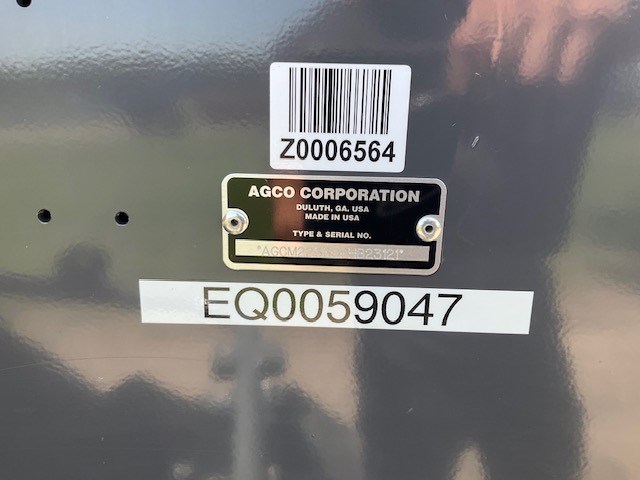 Z0006564
AGCO CORPORATION
DULUTH, GA. USA
MADE IN USA
TYPE & SERIAL NO.
EQ0059047